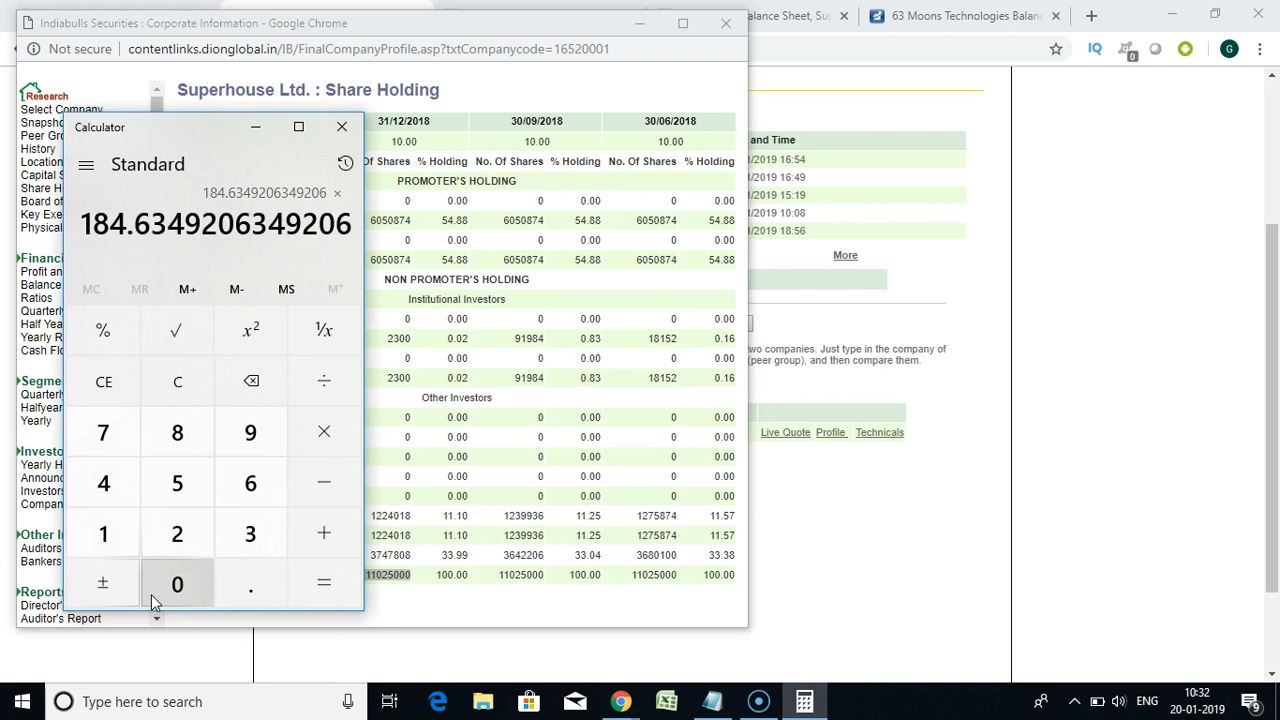 Indiabulls Securities : Corporate Information - Google Chrome
alance Sheet, Su
63 Moons Technologies Balanc
Not secure contentlinks.dionglobal.in/IB/FinalCompanyProfile.asp?txtCompanycode=16520001
IQ 0 G
Research
Select Company
Snapsh
Peer Gr
History
Locatio
Capital S
Share H
Board of
Key Exe
Physical
Financi
Profit an
Balance
Ratios
Quarterl
Half Yea
Yearly R
Cash Flo
Segme
Quarterl
Halfyear
Yearly
Investo
Yearly H
Announ
Investors
Compan
Other In
Auditors
Bankers
Reports
Director'
Auditor's Report
Superhouse Ltd. : Share Holding
31/12/2018 30/09/2018 30/06/2018
10.00 10.00 10.00
Of Shares % Holding No. Of Shares % Holding No. Of Shares % Holding
PROMOTER'S HOLDING
0 0.00 0 0.00 0 0.00
6050874 54.88 6050874 54.88 6050874 54.88
0 0.00 0 0.00 0 0.00
6050874 54.88 6050874 54.88 6050874 54.88
NON PROMOTER'S HOLDING
Institutional Investors
0 0.00 0 0.00 0 0.00
2300 0.02 91984 0.83 18152 0.16
0 0.00 0 0.00 0 0.00
2300 0.02 91984 0.83 18152 0.16
Other Investors
0 0.00 0 0.00 0 0.00
0 0.00 0 0.00 0 0.00
0 0.00 0 0.00 0 0.00
0 0.00 0 0.00 0 0.00
0 0.00 0 0.00 0 0.00
1224018 11.10 1239936 11.25 1275874 11.57
1224018 11.10 1239936 11.25 1275874 11.57
3747808 33.99 3642206 33.04 3680100 33.38
11025000 100.00 11025000 100.00 11025000 100.00
Calculator
Standard
184.6349206349206 ×
184.6349206349206
MC MR M+ M- MS M˅
% √ x² ¹/x
CE C ⌫ ÷
7 8 9 ×
4 5 6 −
1 2 3 +
± 0 . =
and Time
1/2019 16:54
1/2019 16:49
1/2019 15:19
1/2019 10:08
1/2019 18:56
More
two companies. Just type in the company of
(peer group), and then compare them.
Live Quote Profile Technicals
Type here to search
ENG
10:32
20-01-2019
9